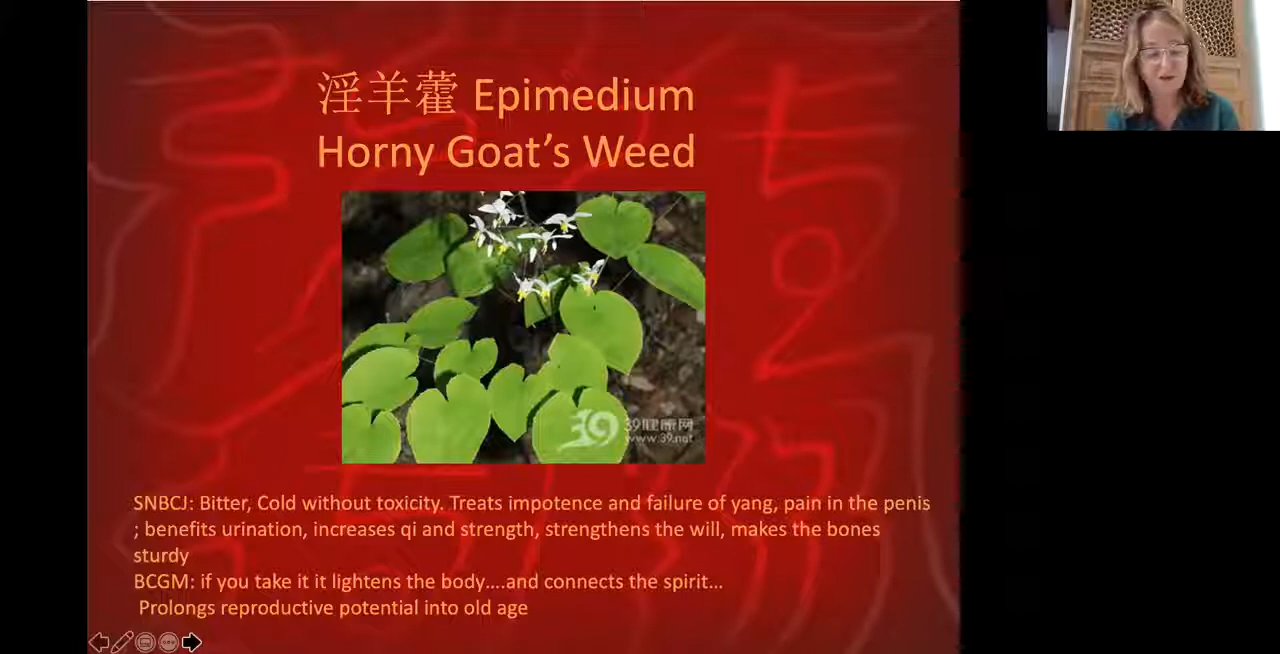 淫羊藿 Epimedium
Horny Goat’s Weed
39健康网
www.39.net
SNBCJ: Bitter, Cold without toxicity. Treats impotence and failure of yang, pain in the penis
; benefits urination, increases qi and strength, strengthens the will, makes the bones
sturdy
BCGM: if you take it it lightens the body....and connects the spirit...
Prolongs reproductive potential into old age